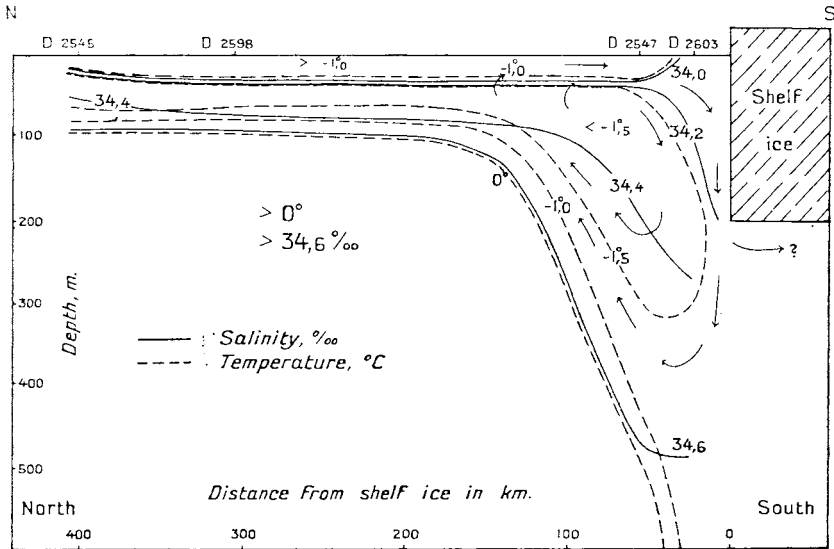 N S
D 2545 D 2598 D 2547 D 2603
> -1,°0 -1,°0 34,0
Shelf
ice
34,4
< -1,°5 34,2
100
0° 34,4
-1,°0
> 0°
200
> 34,6 ‰
-1,°5
?
300
Depth, m.
Salinity, ‰
Temperature, °C
400
34,6
500
Distance from shelf ice in km.
North South
400 300 200 100 0